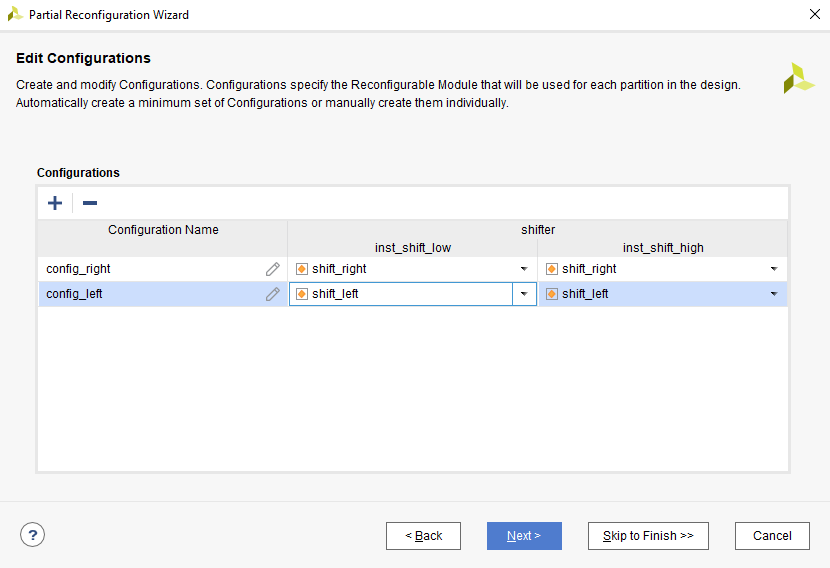 Partial Reconfiguration Wizard
Edit Configurations
Create and modify Configurations. Configurations specify the Reconfigurable Module that will be used for each partition in the design.
Automatically create a minimum set of Configurations or manually create them individually.
Configurations
Configuration Name shifter
inst_shift_low inst_shift_high
config_right shift_right shift_right
config_left shift_left shift_left
? < Back Next > Skip to Finish >> Cancel